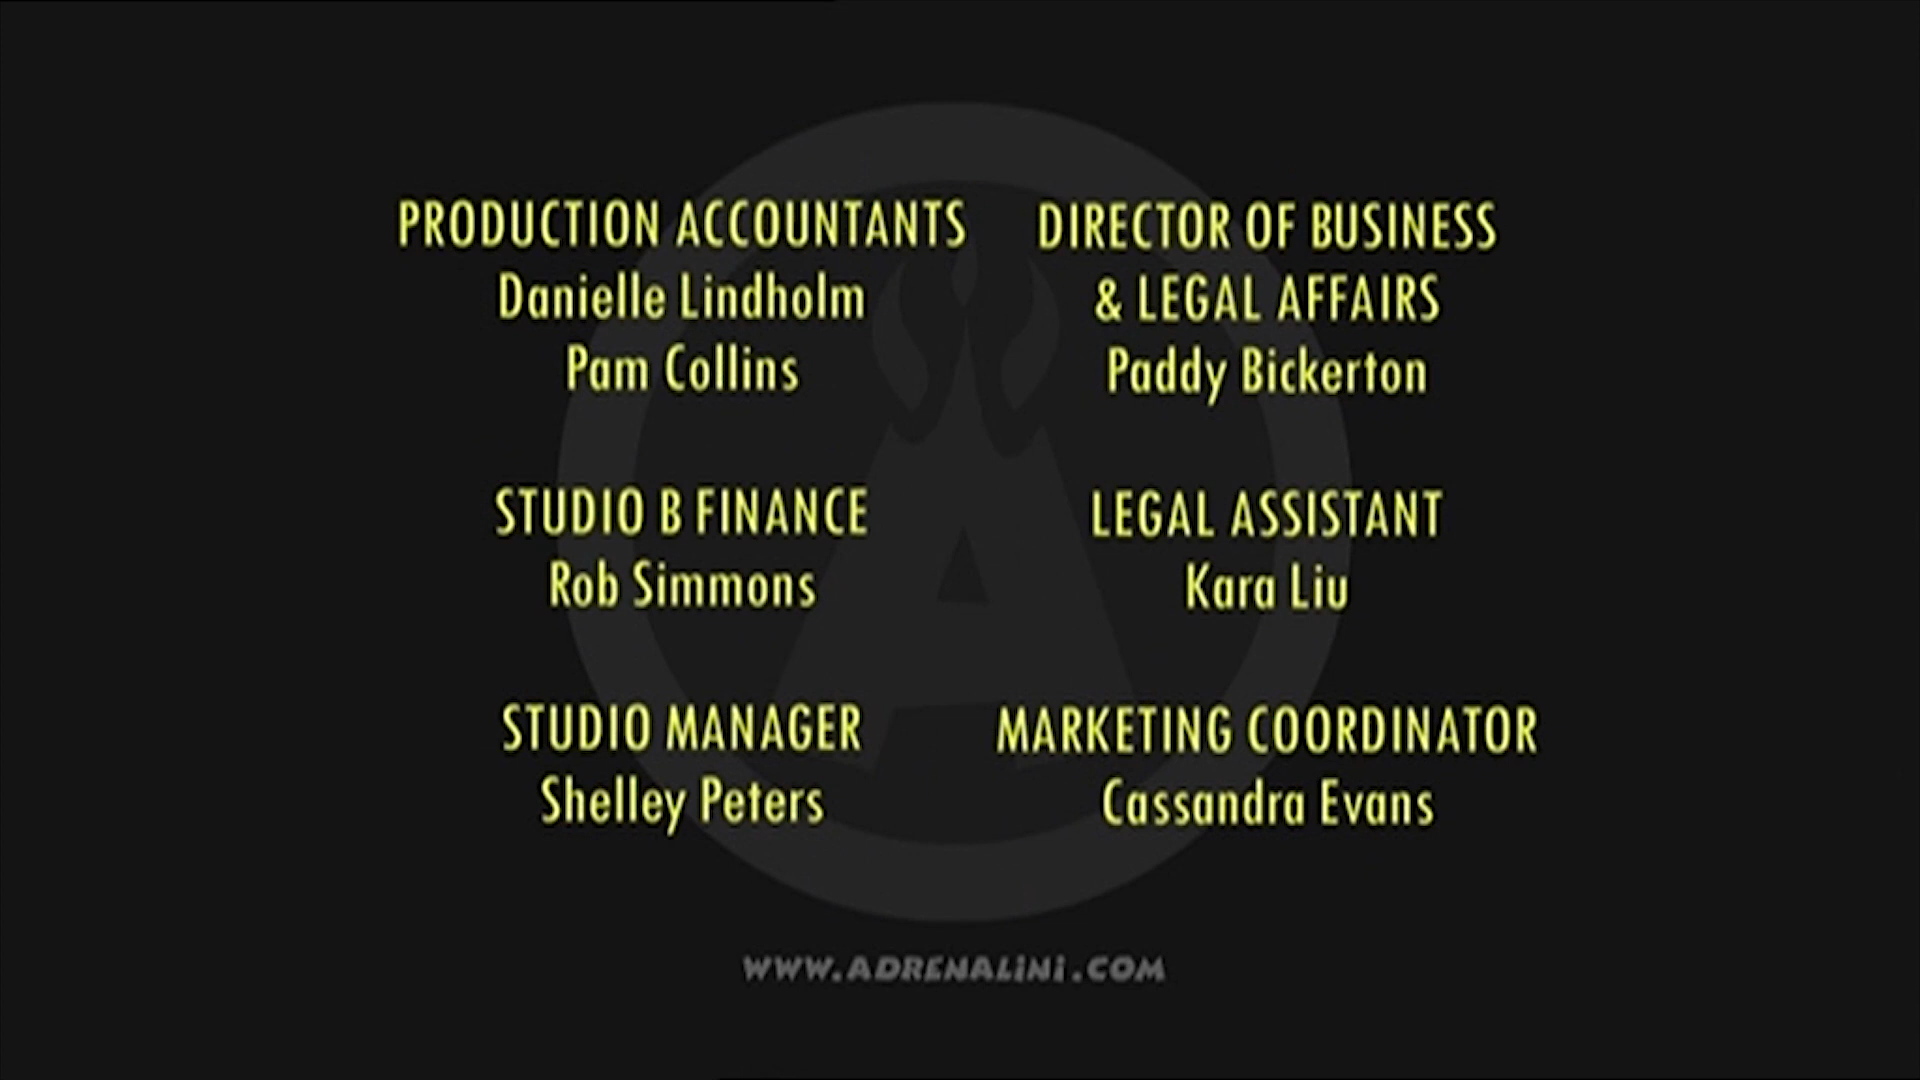 PRODUCTION ACCOUNTANTS
Danielle Lindholm
Pam Collins
STUDIO B FINANCE
Rob Simmons
STUDIO MANAGER
Shelley Peters
DIRECTOR OF BUSINESS
& LEGAL AFFAIRS
Paddy Bickerton
LEGAL ASSISTANT
Kara Liu
MARKETING COORDINATOR
Cassandra Evans
WWW.ADRENALiNi.COM